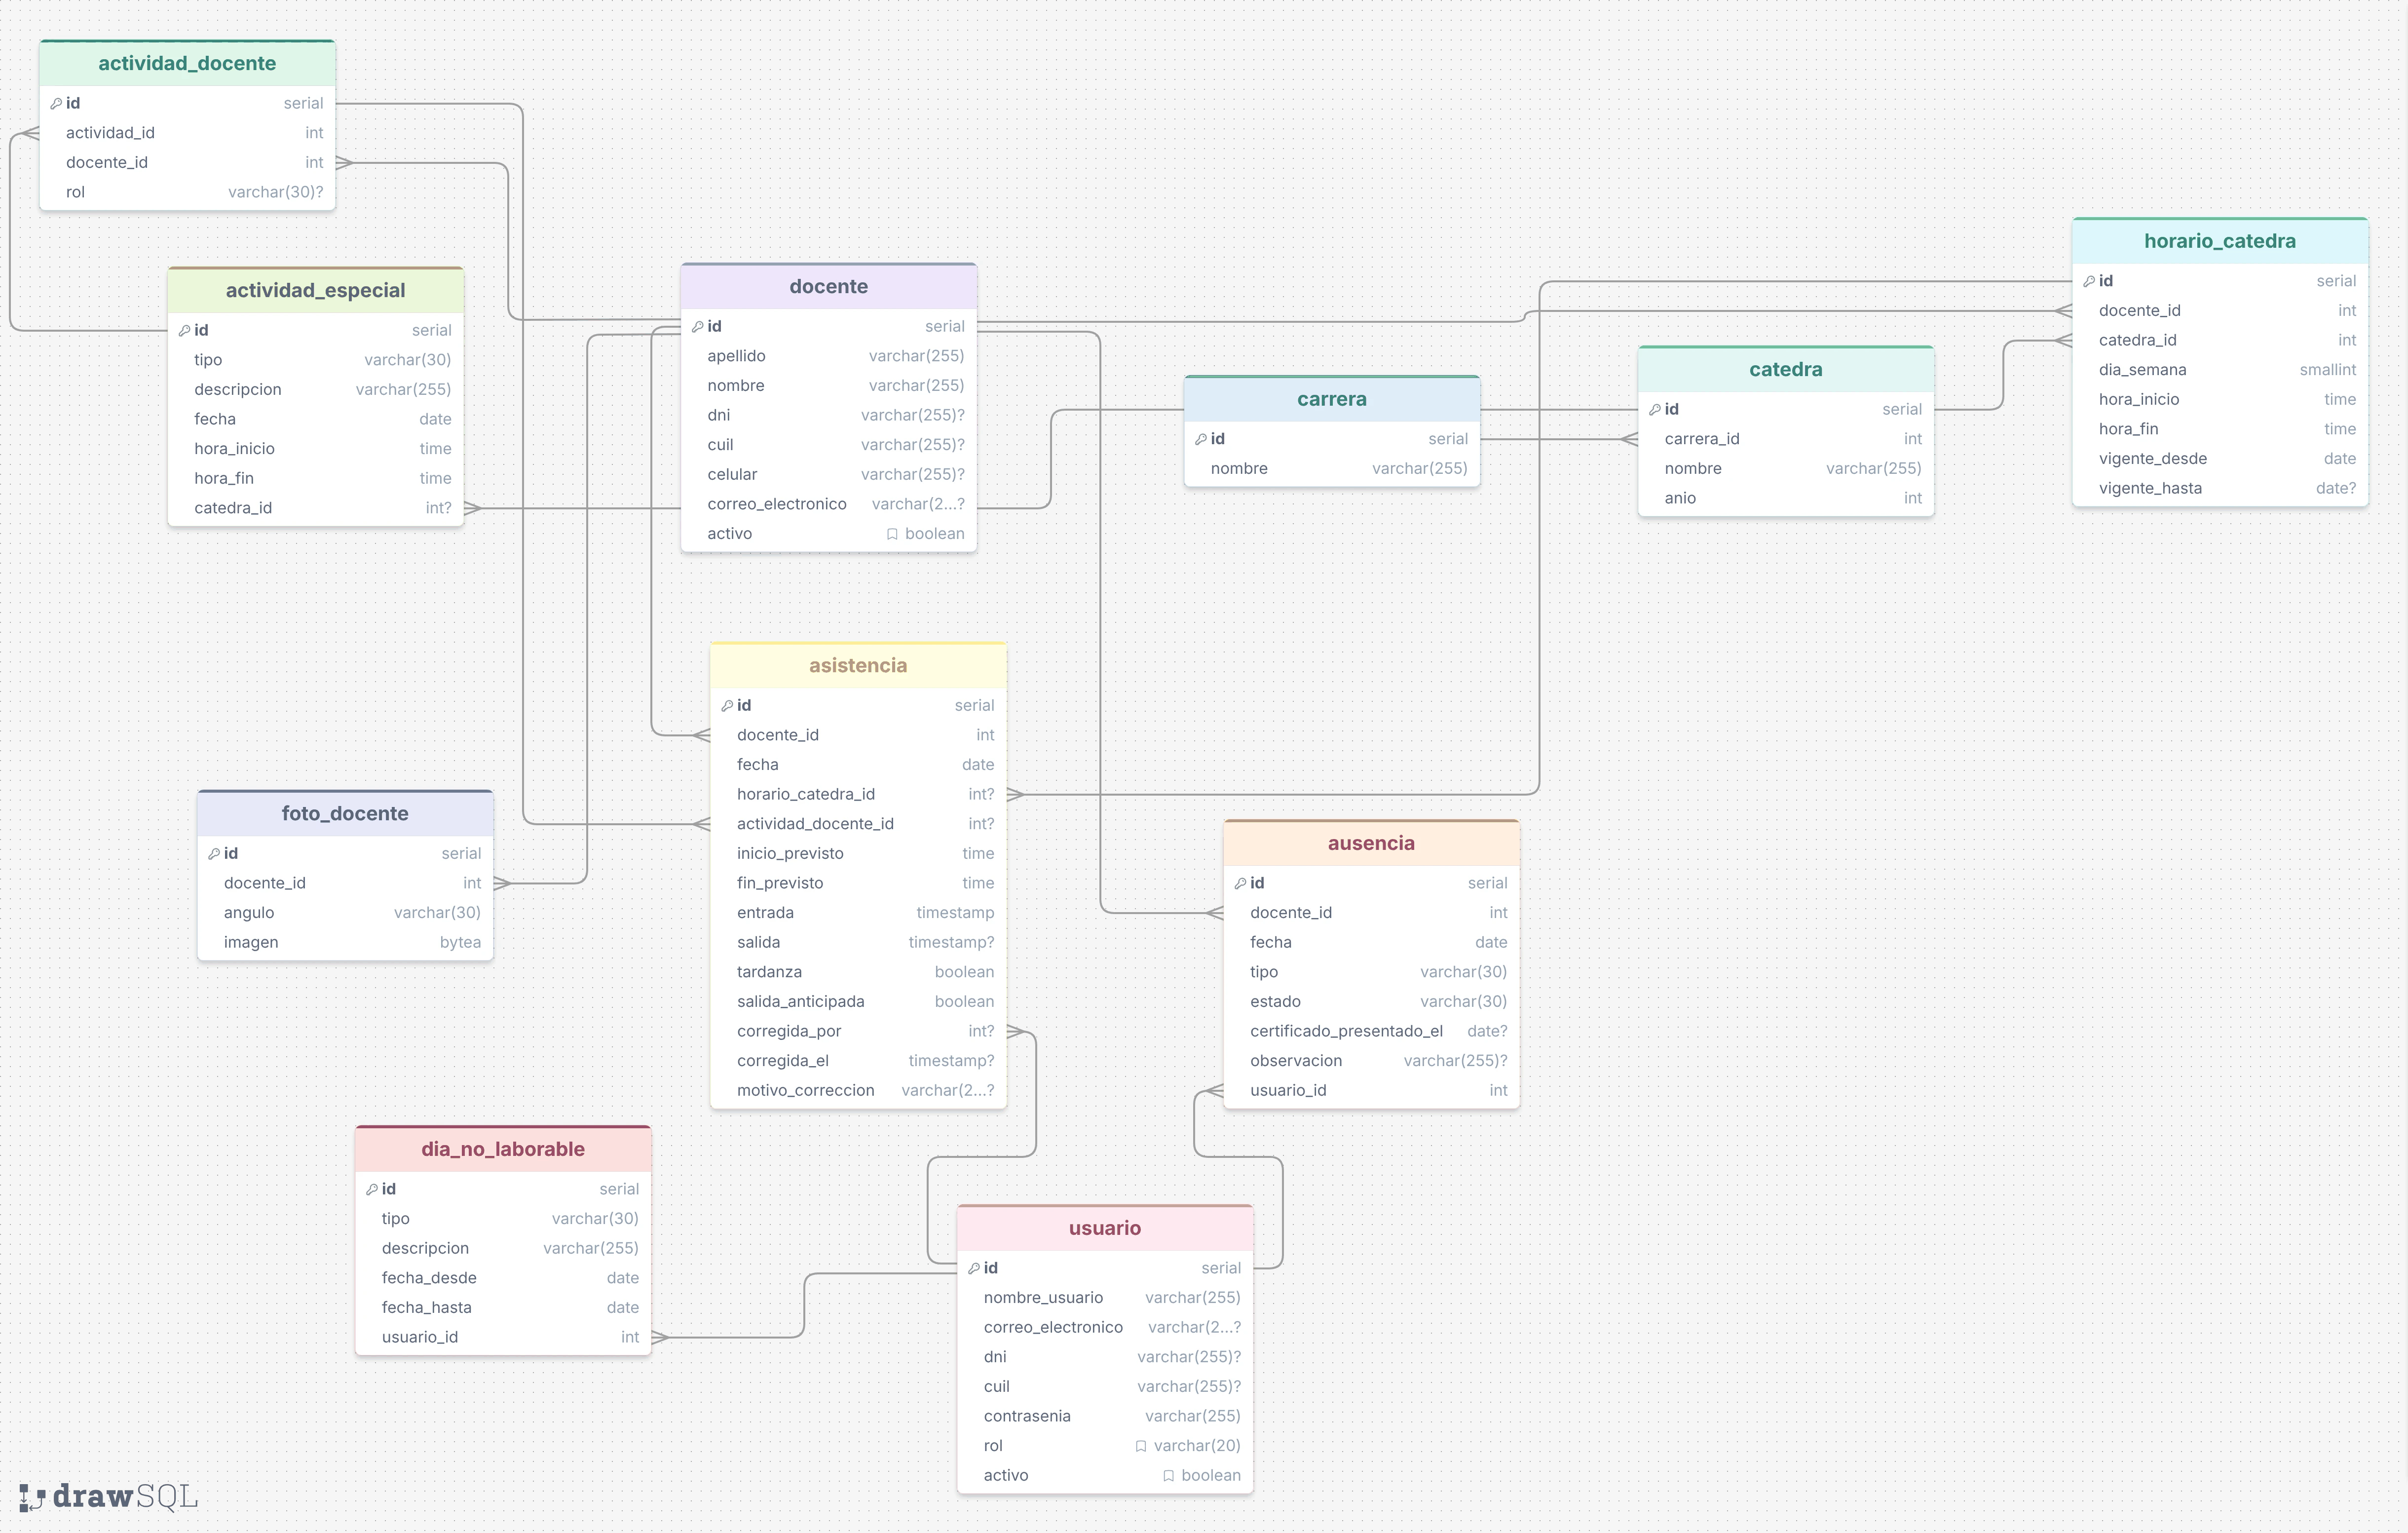 actividad_docente
id serial
actividad_id int
docente_id int
rol varchar(30)?
actividad_especial
id serial
tipo varchar(30)
descripcion varchar(255)
fecha date
hora_inicio time
hora_fin time
catedra_id int?
docente
id serial
apellido varchar(255)
nombre varchar(255)
dni varchar(255)?
cuil varchar(255)?
celular varchar(255)?
correo_electronico varchar(2...?
activo boolean
carrera
id serial
nombre varchar(255)
catedra
id serial
carrera_id int
nombre varchar(255)
anio int
horario_catedra
id serial
docente_id int
catedra_id int
dia_semana smallint
hora_inicio time
hora_fin time
vigente_desde date
vigente_hasta date?
asistencia
id serial
docente_id int
fecha date
horario_catedra_id int?
actividad_docente_id int?
inicio_previsto time
fin_previsto time
entrada timestamp
salida timestamp?
tardanza boolean
salida_anticipada boolean
corregida_por int?
corregida_el timestamp?
motivo_correccion varchar(2...?
foto_docente
id serial
docente_id int
angulo varchar(30)
imagen bytea
ausencia
id serial
docente_id int
fecha date
tipo varchar(30)
estado varchar(30)
certificado_presentado_el date?
observacion varchar(255)?
usuario_id int
dia_no_laborable
id serial
tipo varchar(30)
descripcion varchar(255)
fecha_desde date
fecha_hasta date
usuario_id int
usuario
id serial
nombre_usuario varchar(255)
correo_electronico varchar(2...?
dni varchar(255)?
cuil varchar(255)?
contrasenia varchar(255)
rol varchar(20)
activo boolean
drawSQL